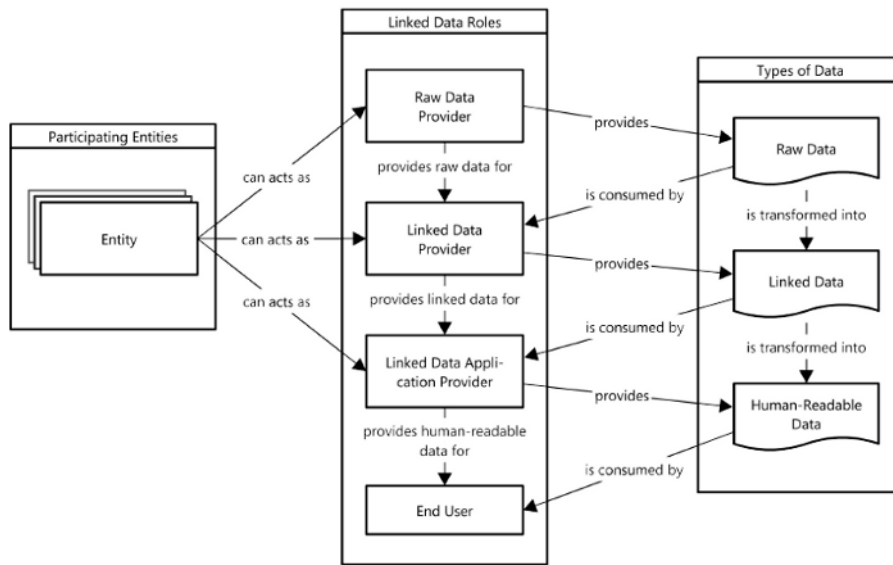 Linked Data Roles
Types of Data
Participating Entities
Raw Data
Provider
provides
Raw Data
can acts as
provides raw data for
is consumed by
is transformed into
Entity
can acts as
Linked Data
Provider
provides
Linked Data
can acts as
provides linked data for
is consumed by
is transformed into
Linked Data Appli-
cation Provider
provides
Human-Readable
Data
provides human-readable
data for
is consumed by
End User